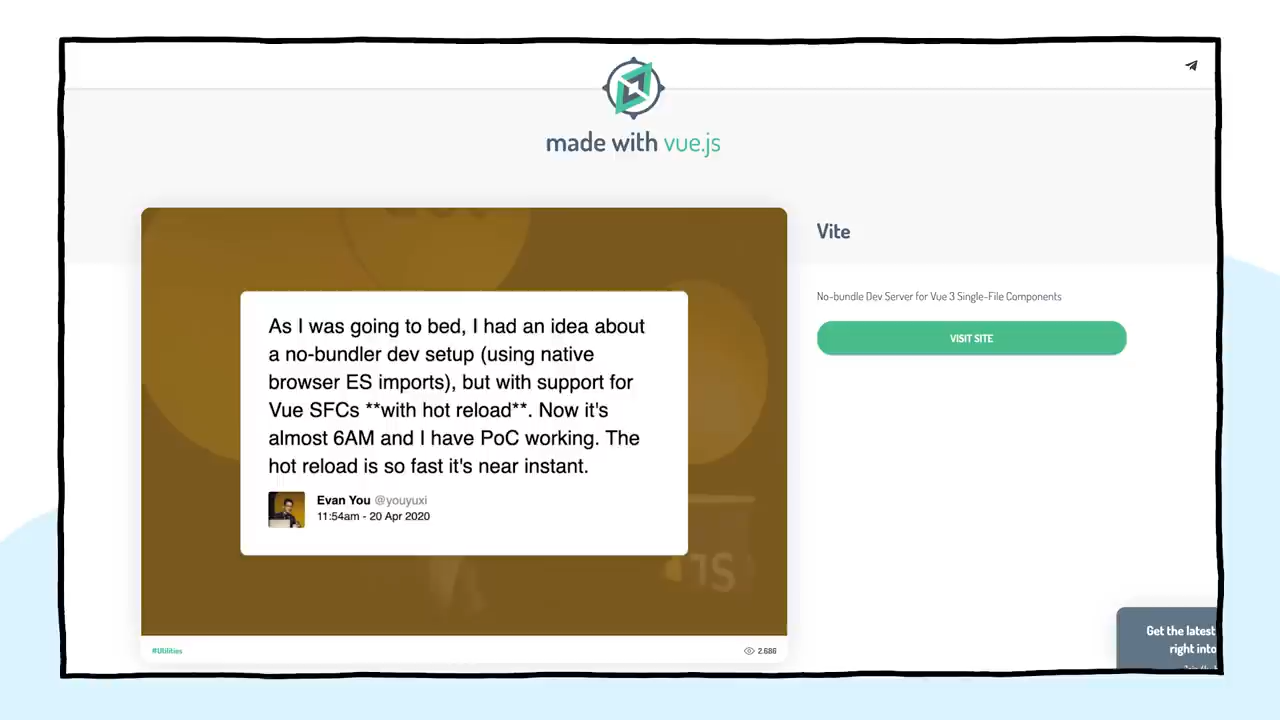 made with vue.js
Vite
No-bundle Dev Server for Vue 3 Single-File Components
VISIT SITE
As I was going to bed, I had an idea about
a no-bundler dev setup (using native
browser ES imports), but with support for
Vue SFCs **with hot reload**. Now it's
almost 6AM and I have PoC working. The
hot reload is so fast it's near instant.
Evan You @youyuxi
11:54am - 20 Apr 2020
#Utilities
2.686
Get the latest
right into